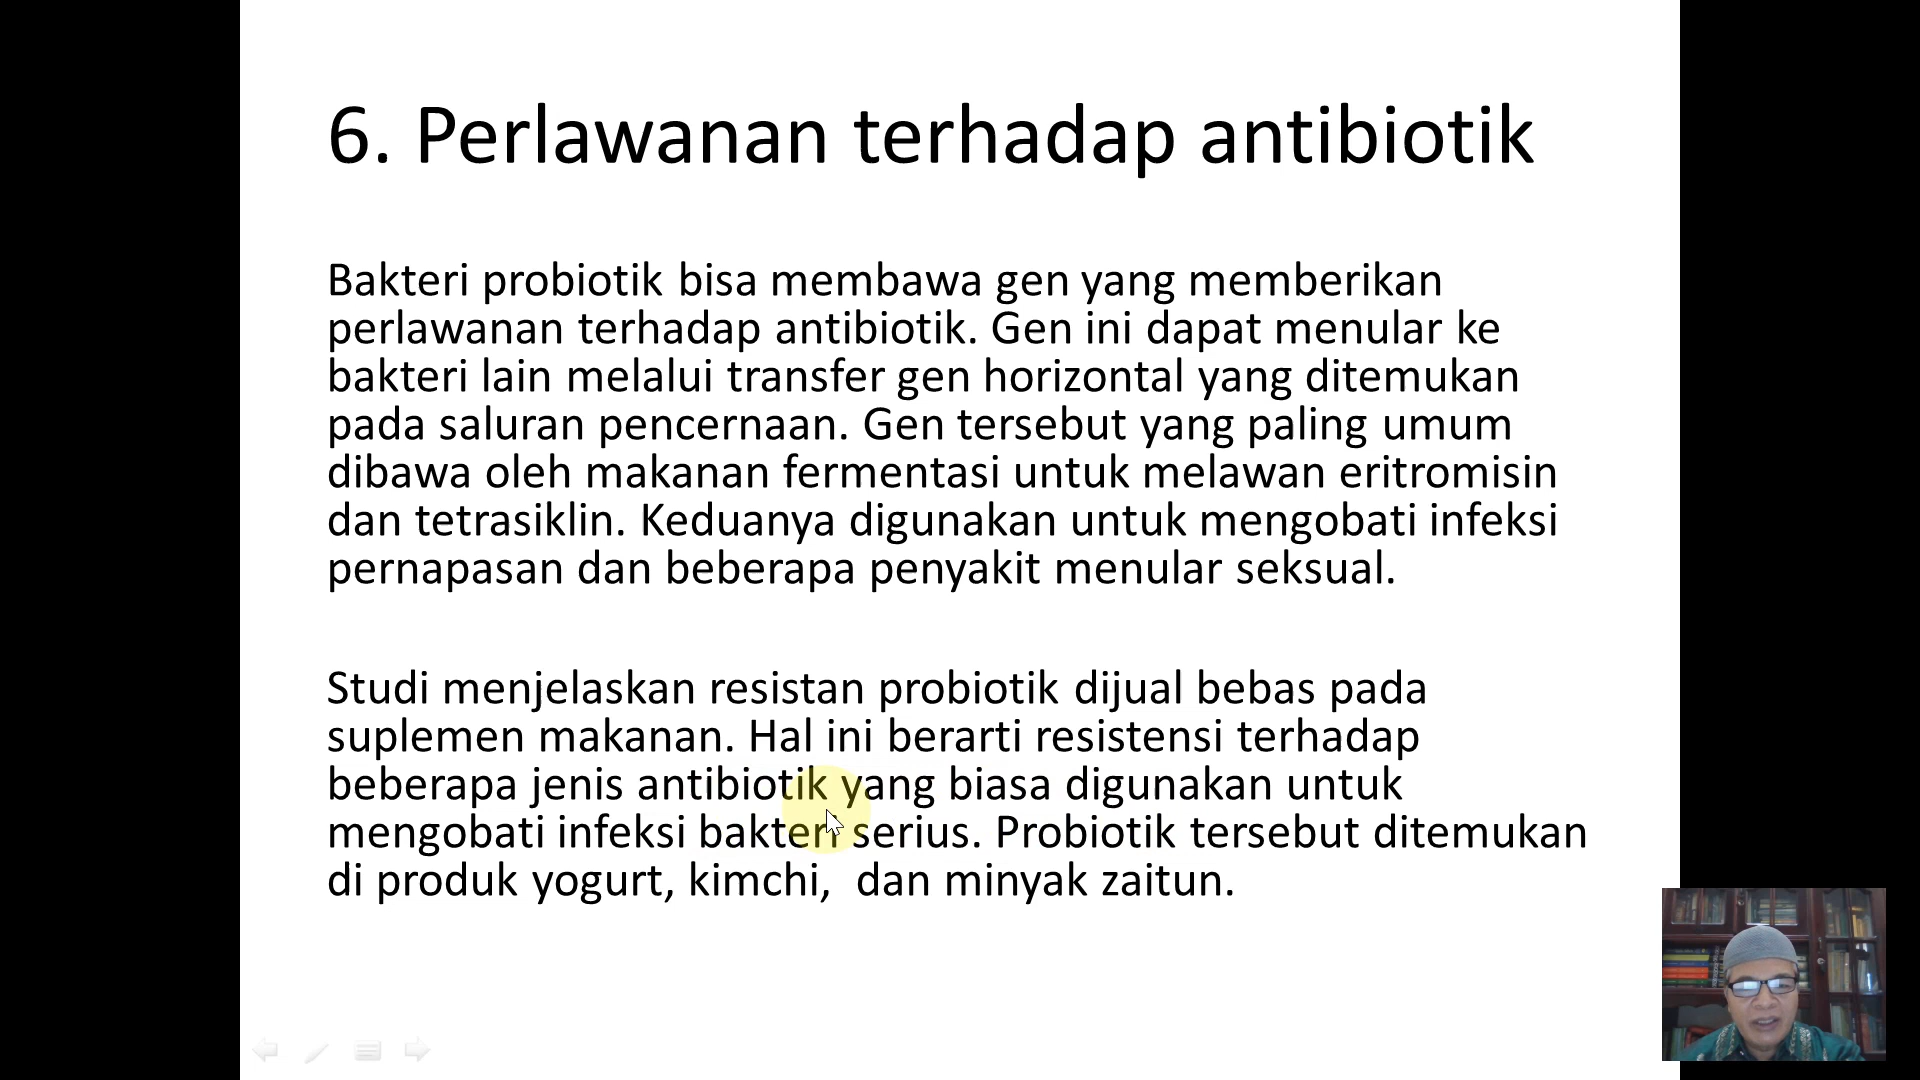 6. Perlawanan terhadap antibiotik
Bakteri probiotik bisa membawa gen yang memberikan
perlawanan terhadap antibiotik. Gen ini dapat menular ke
bakteri lain melalui transfer gen horizontal yang ditemukan
pada saluran pencernaan. Gen tersebut yang paling umum
dibawa oleh makanan fermentasi untuk melawan eritromisin
dan tetrasiklin. Keduanya digunakan untuk mengobati infeksi
pernapasan dan beberapa penyakit menular seksual.
Studi menjelaskan resistan probiotik dijual bebas pada
suplemen makanan. Hal ini berarti resistensi terhadap
beberapa jenis antibiotik yang biasa digunakan untuk
mengobati infeksi bakteri serius. Probiotik tersebut ditemukan
di produk yogurt, kimchi,  dan minyak zaitun.